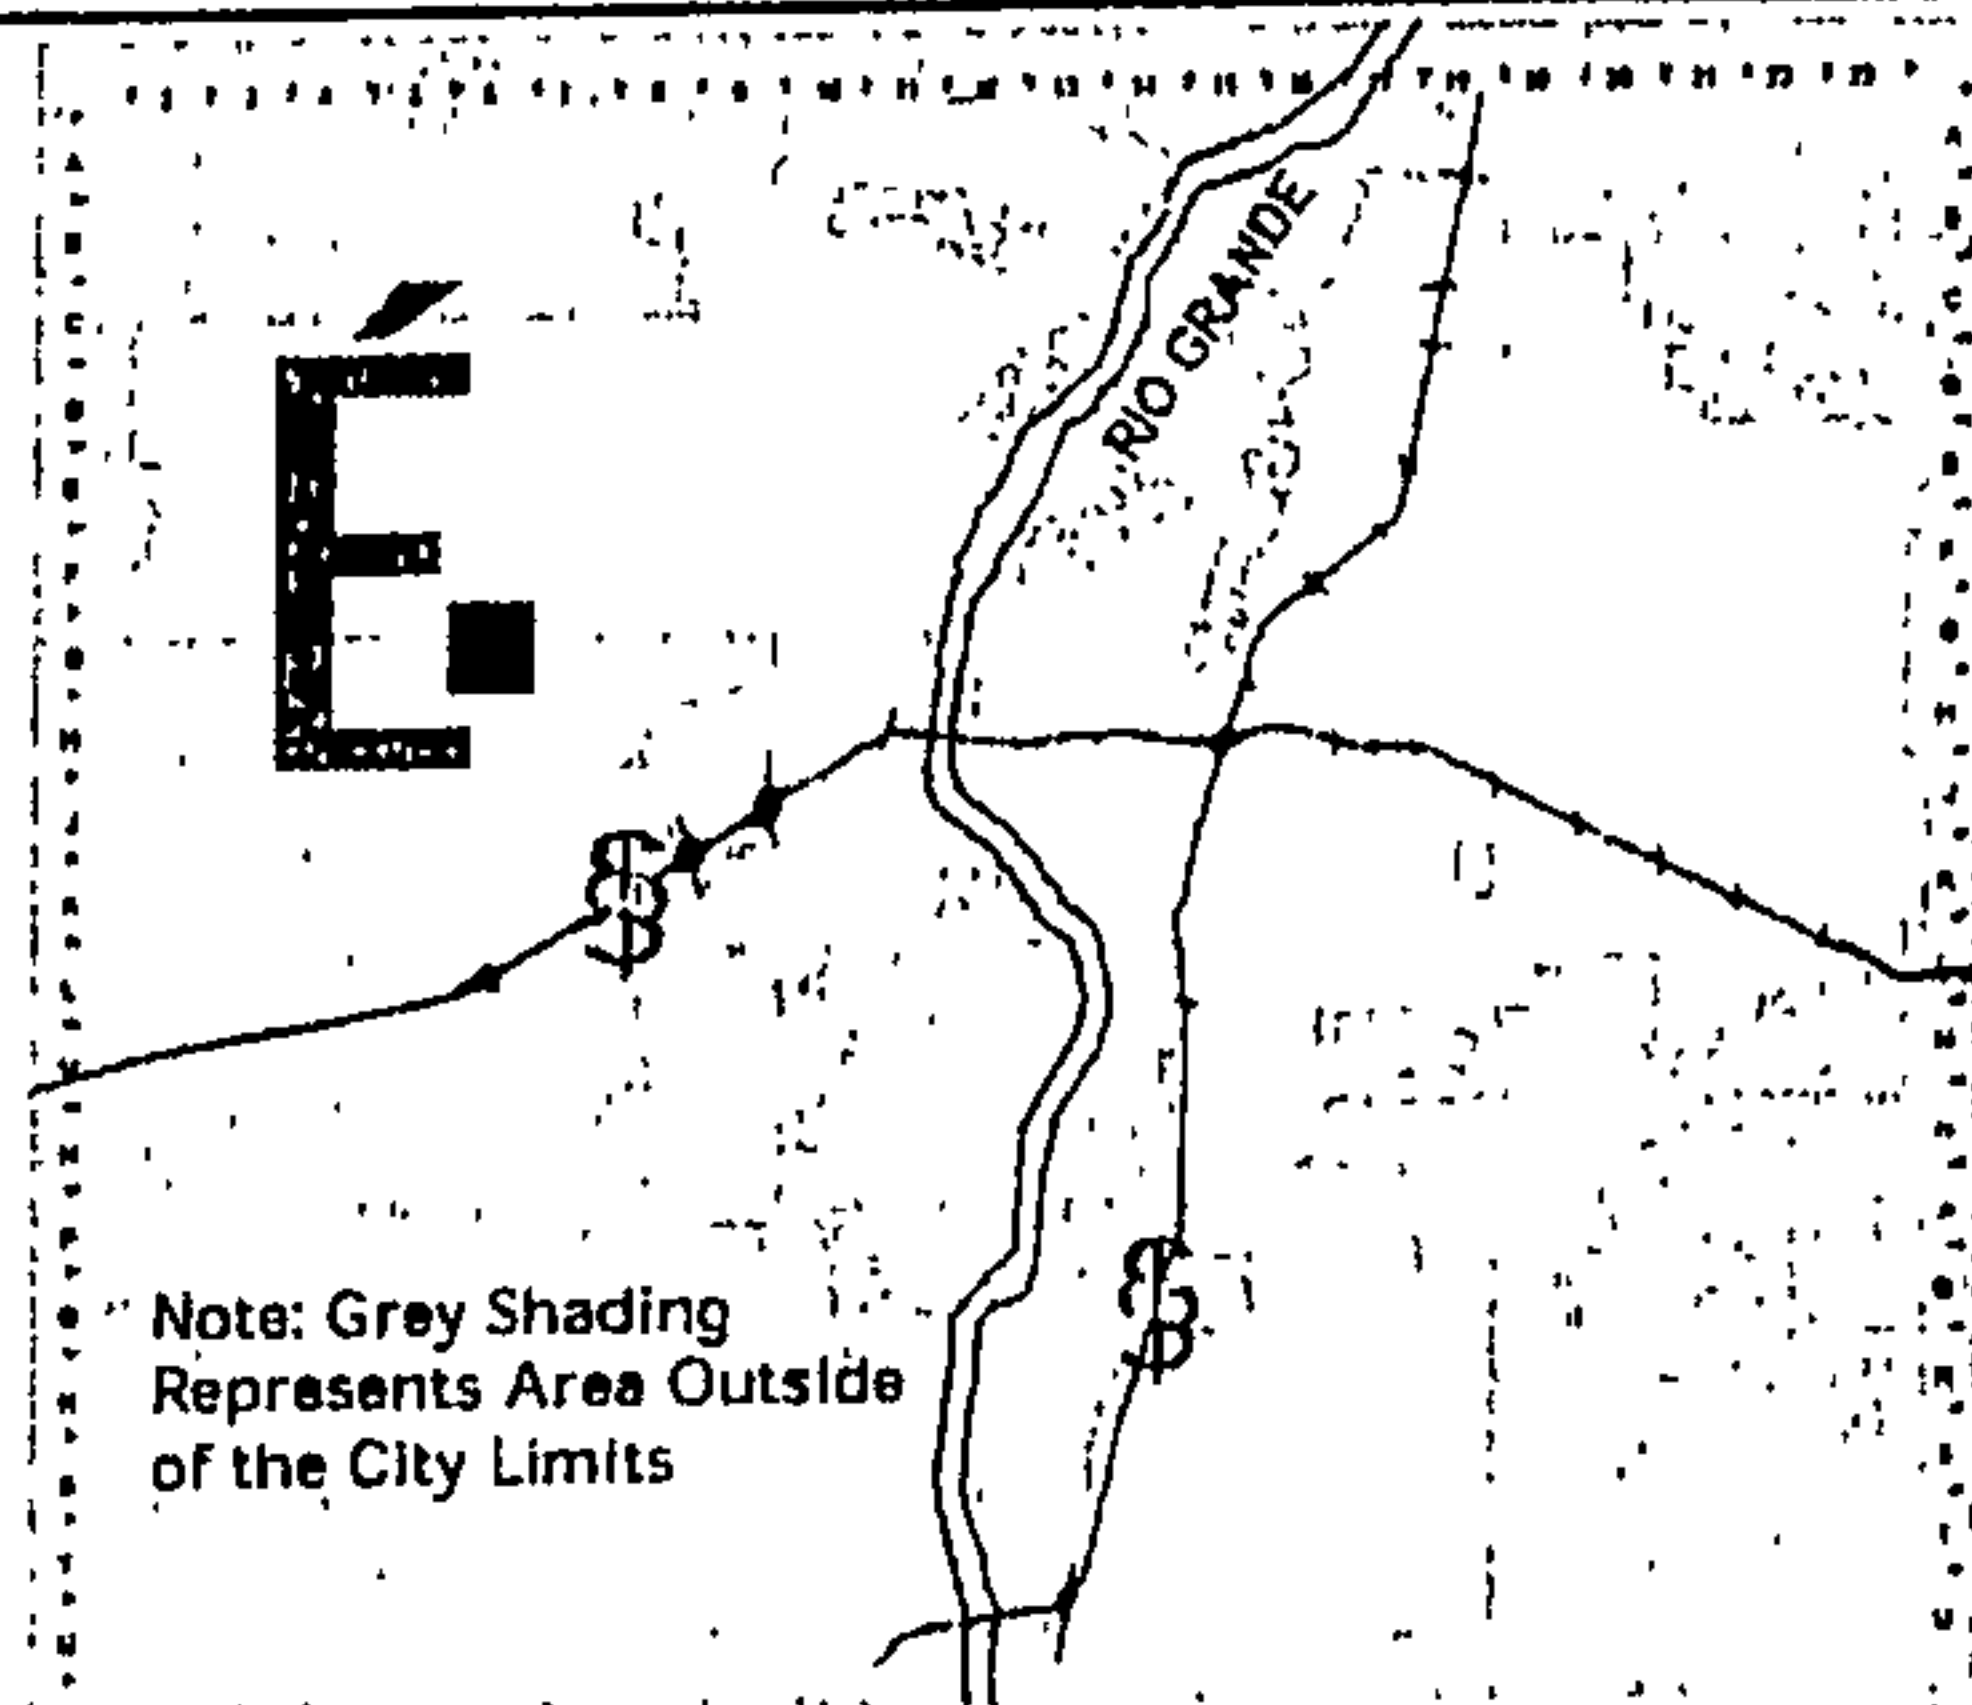 RIO GRANDE
É
$
$
Note: Grey Shading
Represents Area Outside
of the City Limits